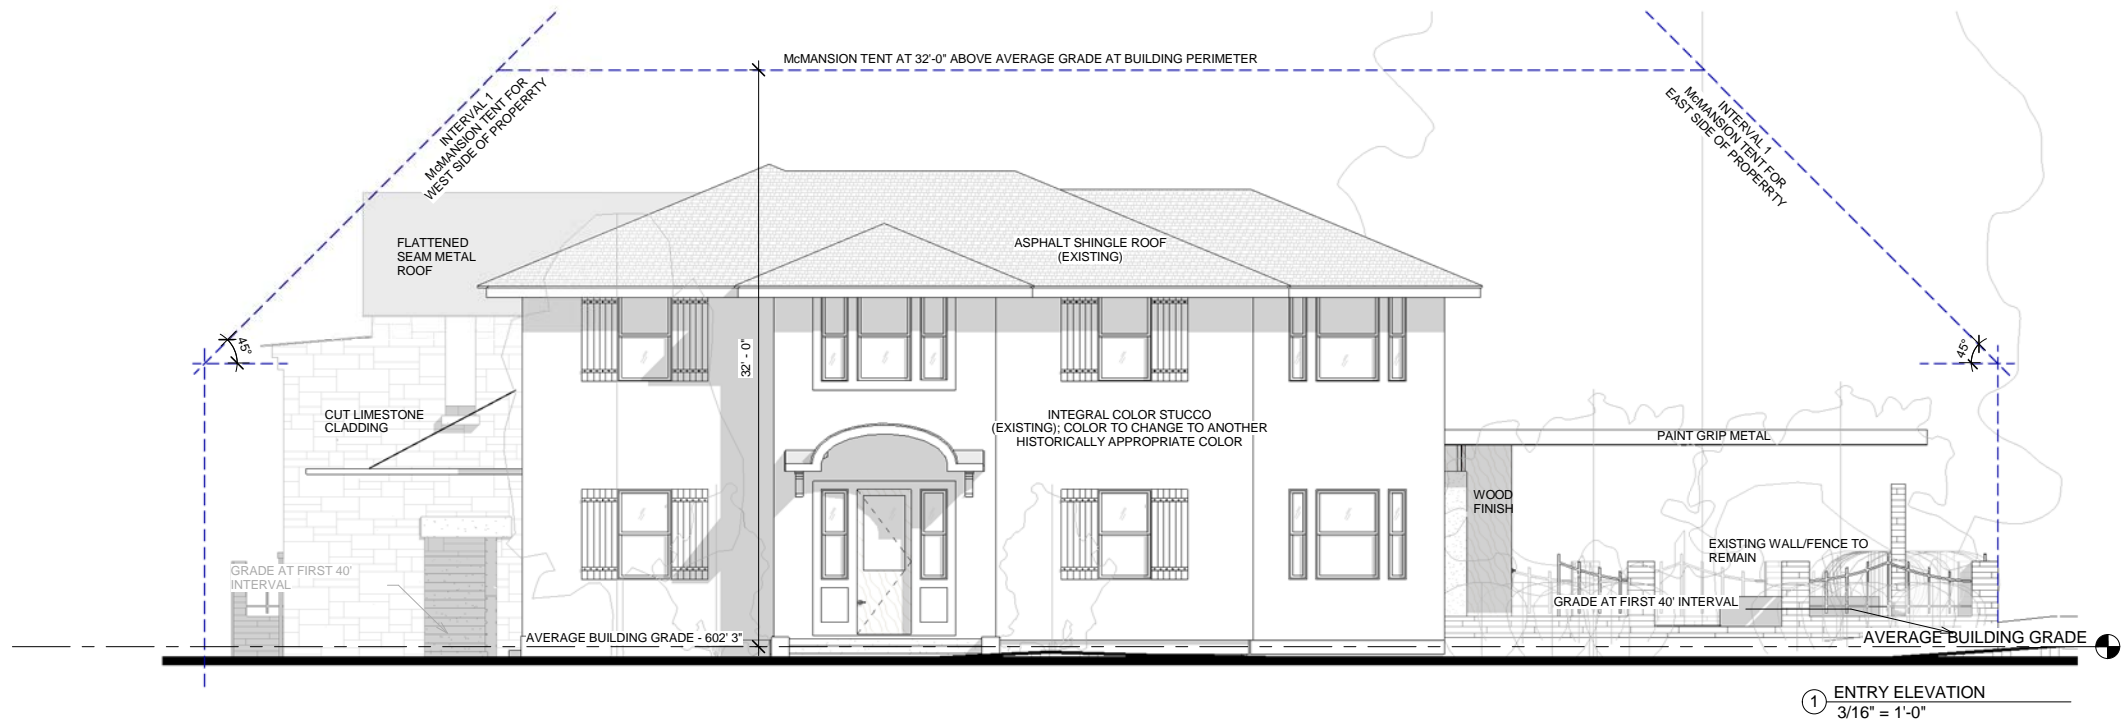 McMANSION TENT AT 32'-0" ABOVE AVERAGE GRADE AT BUILDING PERIMETER
INTERVAL 1
McMANSION TENT FOR
WEST SIDE OF PROPERRTY
INTERVAL 1
McMANSION TENT FOR
EAST SIDE OF PROPERRTY
FLATTENED
SEAM METAL
ROOF
ASPHALT SHINGLE ROOF
(EXISTING)
45°
32' - 0"
45°
CUT LIMESTONE
CLADDING
INTEGRAL COLOR STUCCO
(EXISTING); COLOR TO CHANGE TO ANOTHER
HISTORICALLY APPROPRIATE COLOR
PAINT GRIP METAL
WOOD
FINISH
EXISTING WALL/FENCE TO
REMAIN
GRADE AT FIRST 40'
INTERVAL
GRADE AT FIRST 40' INTERVAL
AVERAGE BUILDING GRADE - 602' 3"
AVERAGE BUILDING GRADE
1 ENTRY ELEVATION
3/16" = 1'-0"